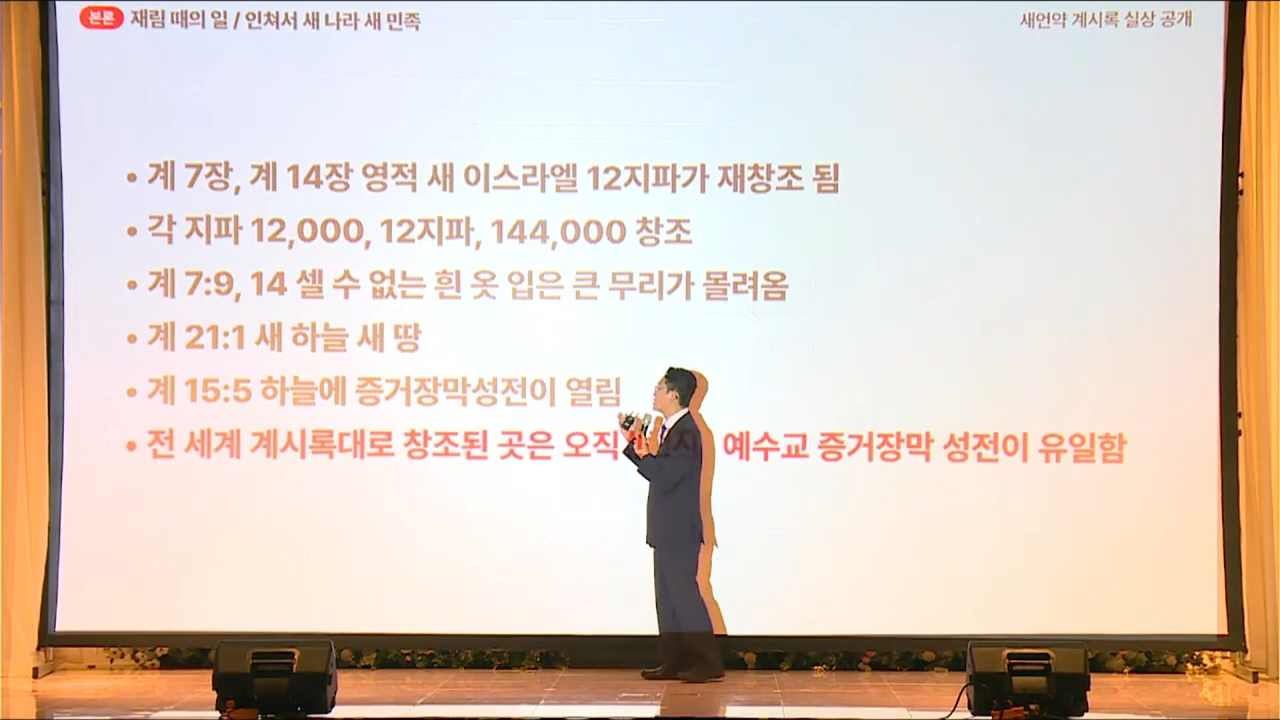 본론 재림 때의 일 / 인쳐서 새 나라 새 민족
새언약 계시록 실상 공개
• 계 7장, 계 14장 영적 새 이스라엘 12지파가 재창조 됨
• 각 지파 12,000, 12지파, 144,000 창조
• 계 7:9, 14 셀 수 없는 흰 옷 입은 큰 무리가 몰려옴
• 계 21:1 새 하늘 새 땅
• 계 15:5 하늘에 증거장막성전이 열림
• 전 세계 계시록대로 창조된 곳은 오직 예수교 증거장막 성전이 유일함